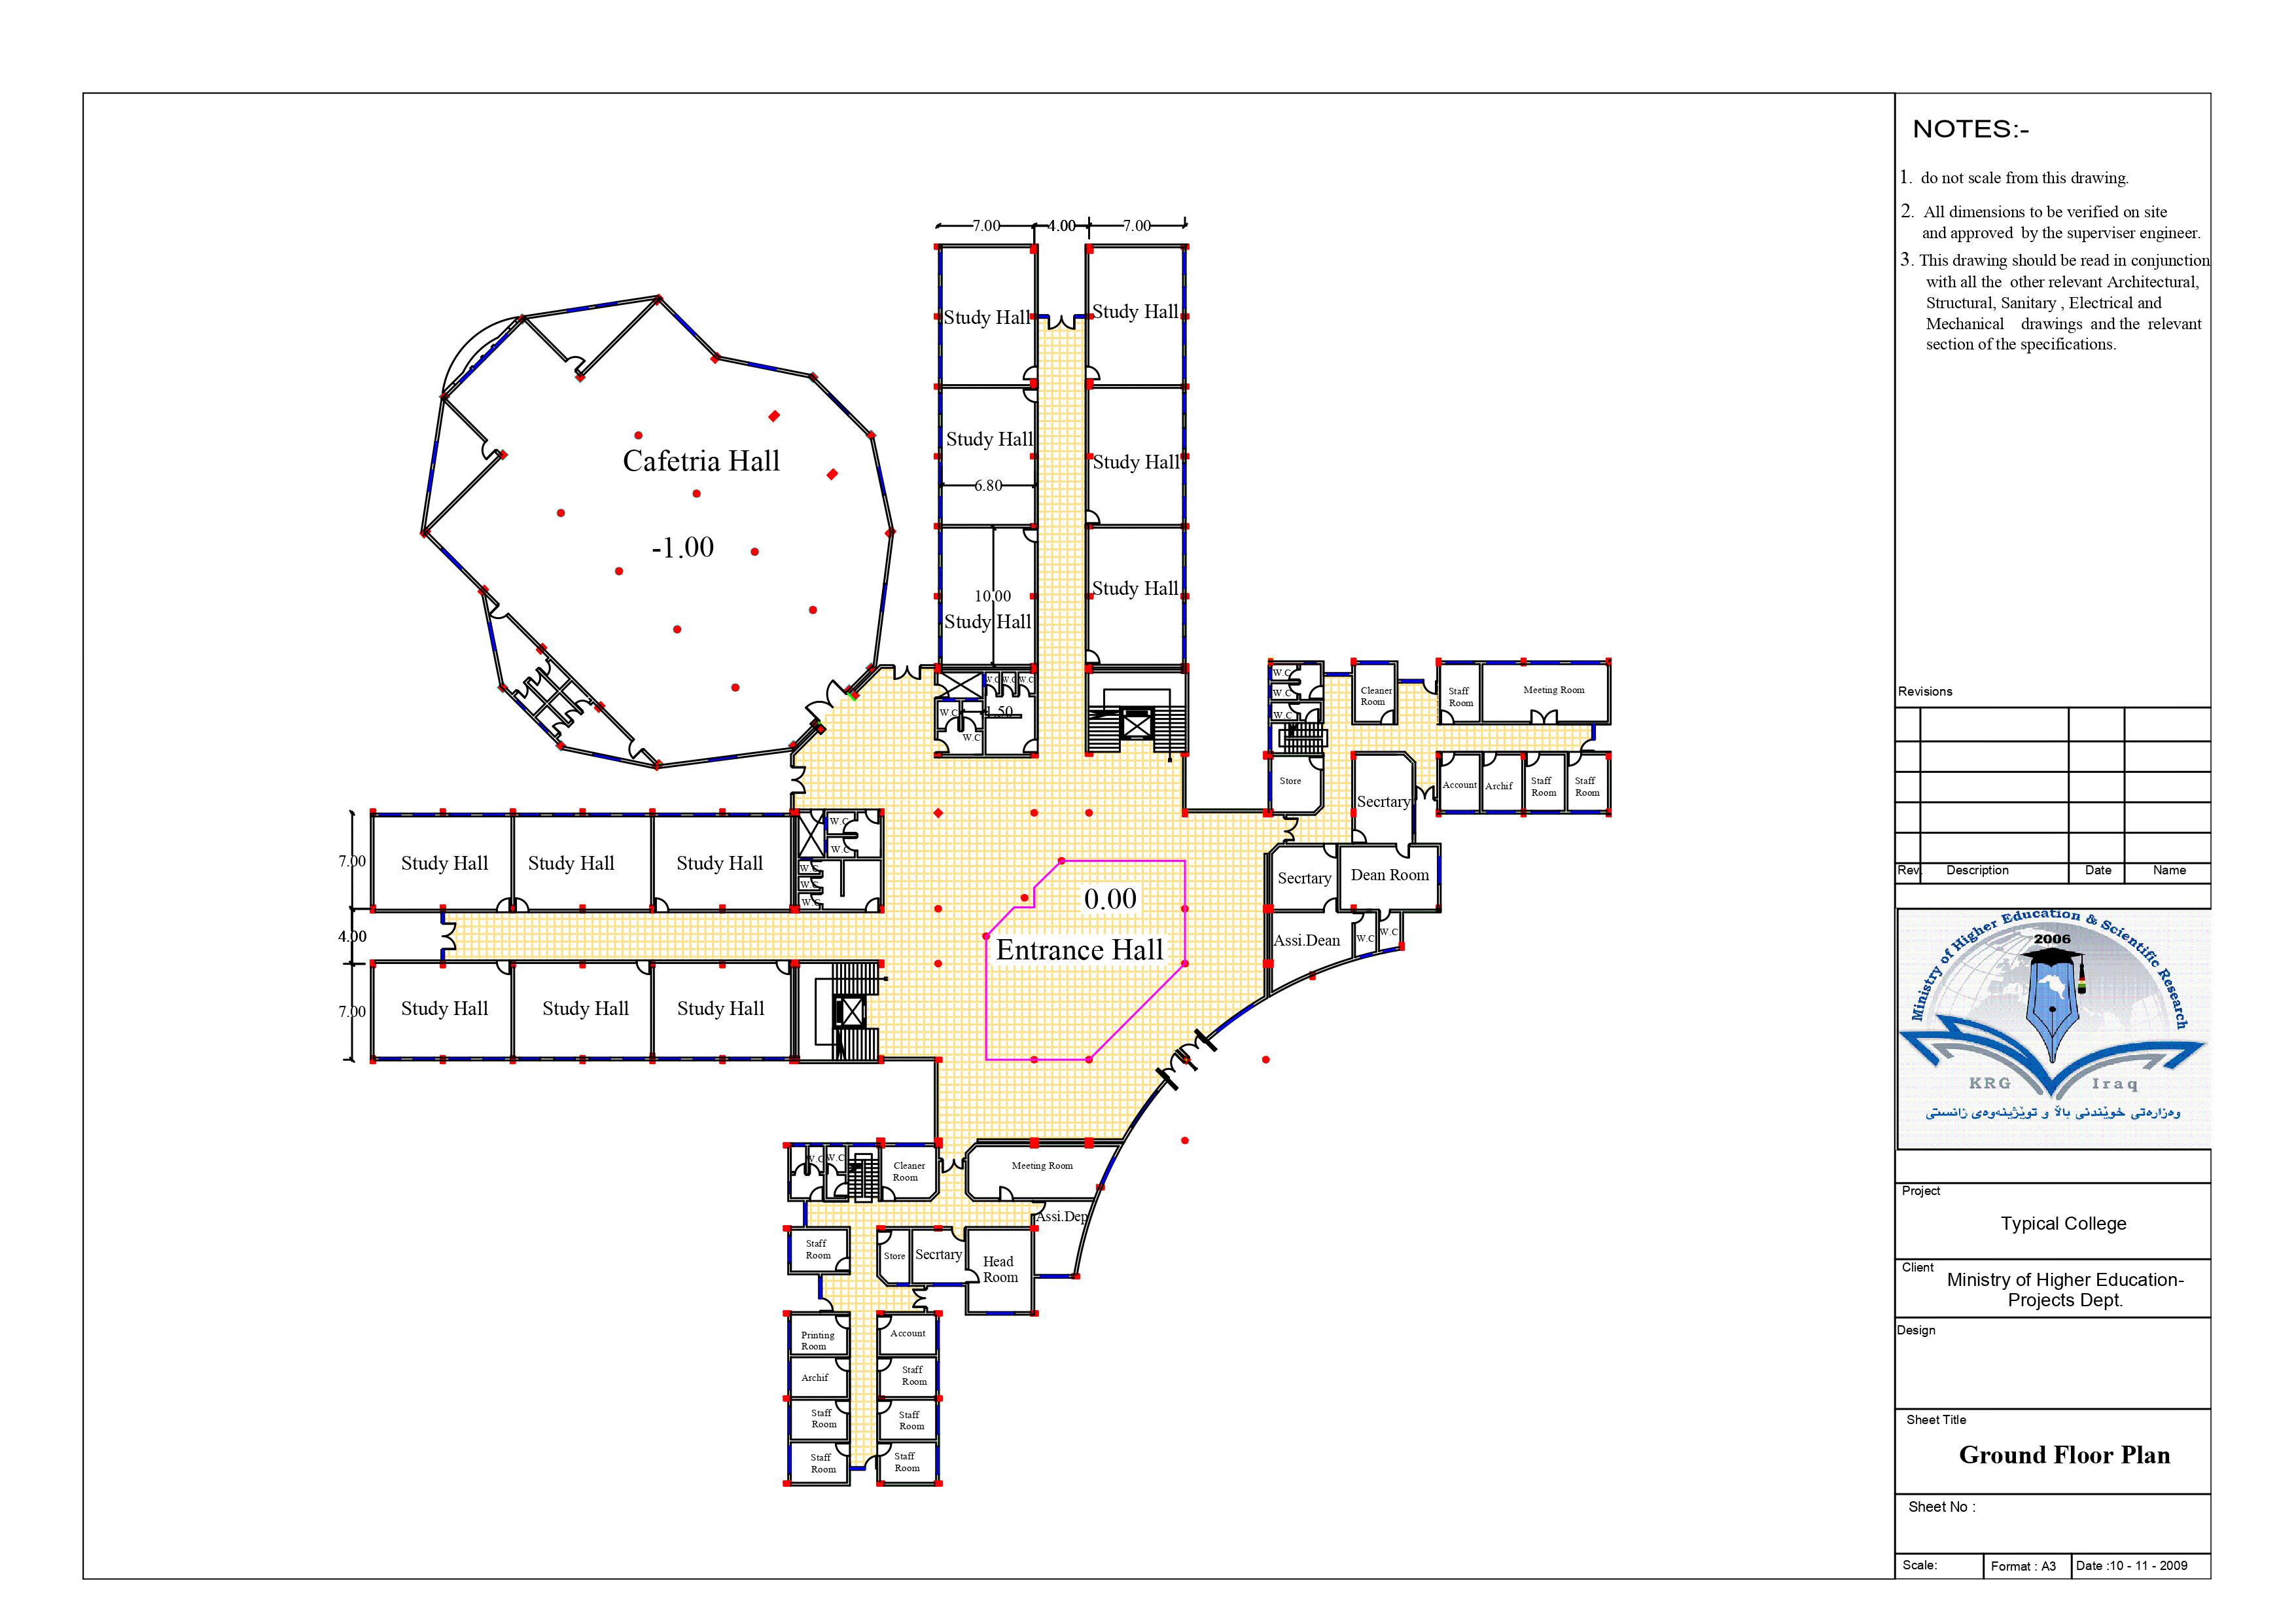 NOTES:-
1. do not scale from this drawing.
2. All dimensions to be verified on site
and approved by the superviser engineer.
3. This drawing should be read in conjunction
with all the other relevant Architectural,
Structural, Sanitary , Electrical and
Mechanical drawings and the relevant
section of the specifications.
7.00 4.00 7.00
Study Hall Study Hall
Study Hall
Study Hall
6.80
Cafetria Hall
-1.00
Study Hall
10.00
Study Hall
W.C W.C W.C
W.C 1.50
W.C
W.C
W.C
W.C
Cleaner
Room
Staff
Room
Meeting Room
Store
Account
Archif
Staff
Room
Staff
Room
Secrtary
Secrtary
Dean Room
Assi.Dean
W.C
W.C
7.00
Study Hall Study Hall Study Hall
W.C
W.C
W.C
W.C
W.C
4.00
0.00
Entrance Hall
7.00
Study Hall Study Hall Study Hall
W.C W.C
Cleaner
Room
Meeting Room
Assi.Dep
Staff
Room
Store
Secrtary
Head
Room
Printing
Room
Account
Archif
Staff
Room
Staff
Room
Staff
Room
Staff
Room
Staff
Room
Revisions
Rev. Description Date Name
Ministry of Higher Education & Scientific Research
2006
KRG Iraq
وەزارەتی خوێندنی باڵا و توێژینەوەی زانستی
Project
Typical College
Client
Ministry of Higher Education-
Projects Dept.
Design
Sheet Title
Ground Floor Plan
Sheet No :
Scale: Format : A3 Date :10 - 11 - 2009